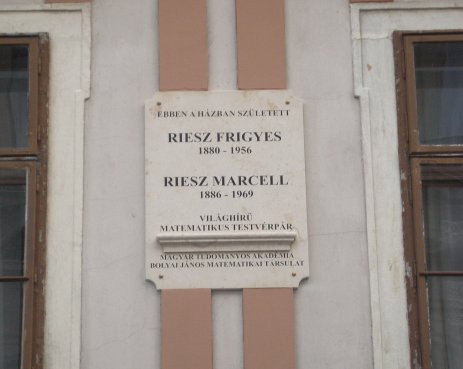 EBBEN A HÁZBAN SZÜLETETT
RIESZ FRIGYES
1880 - 1956
RIESZ MARCELL
1886 - 1969
VILÁGHÍRŰ
MATEMATIKUS TESTVÉRPÁR
MAGYAR TUDOMÁNYOS AKADÉMIA
BOLYAI JÁNOS MATEMATIKAI TÁRSULAT